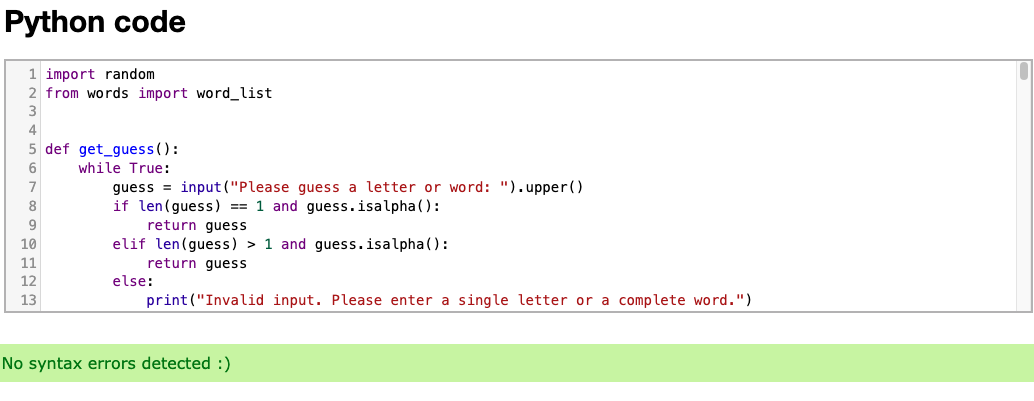 Python code
1 import random
2 from words import word_list
3
4
5 def get_guess():
6     while True:
7         guess = input("Please guess a letter or word: ").upper()
8         if len(guess) == 1 and guess.isalpha():
9             return guess
10         elif len(guess) > 1 and guess.isalpha():
11             return guess
12         else:
13             print("Invalid input. Please enter a single letter or a complete word.")
No syntax errors detected :)